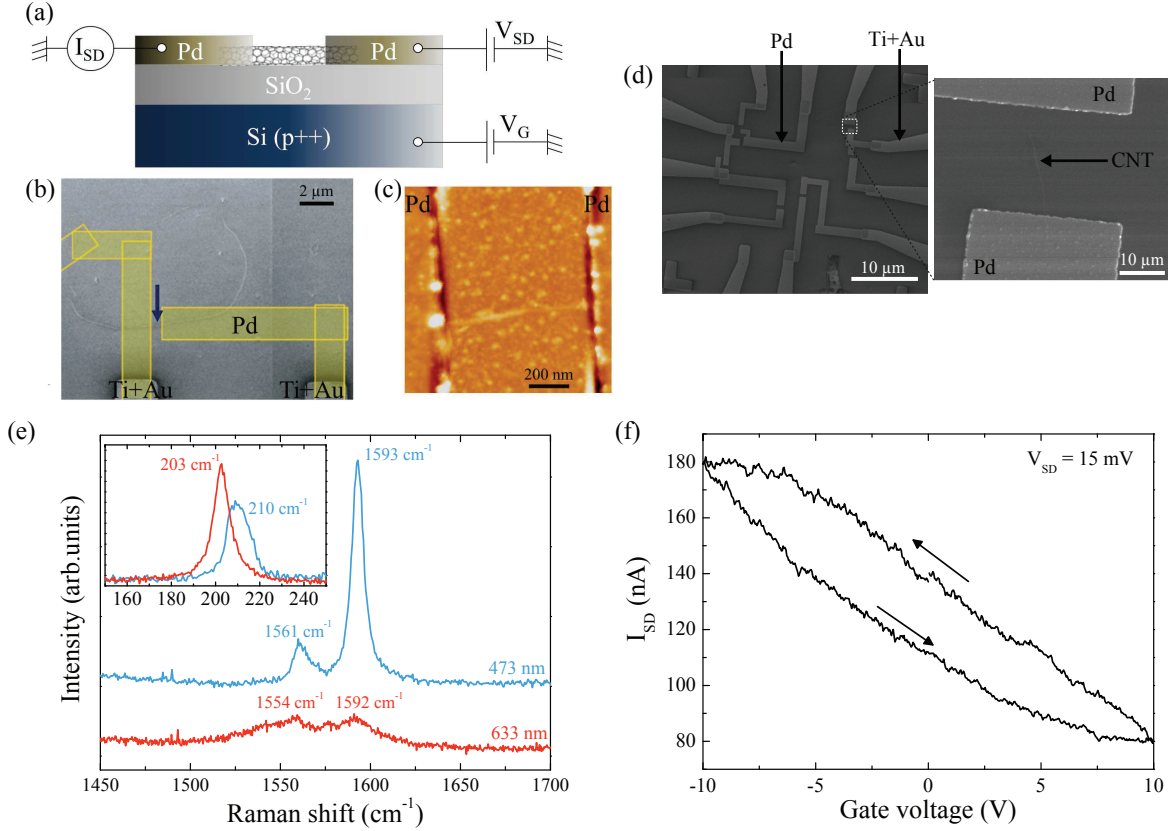 (a)
I_SD
Pd
Pd
V_SD
SiO₂
Si (p++)
V_G
(b)
2 µm
Pd
Ti+Au
Ti+Au
(c)
Pd
Pd
200 nm
(d)
Pd
Ti+Au
10 µm
Pd
CNT
Pd
10 µm
(e)
Intensity (arb.units)
203 cm⁻¹
210 cm⁻¹
160 180 200 220 240
1593 cm⁻¹
1561 cm⁻¹
473 nm
1554 cm⁻¹
1592 cm⁻¹
633 nm
1450 1500 1550 1600 1650 1700
Raman shift (cm⁻¹)
(f)
I_SD (nA)
V_SD = 15 mV
180
160
140
120
100
80
-10 -5 0 5 10
Gate voltage (V)